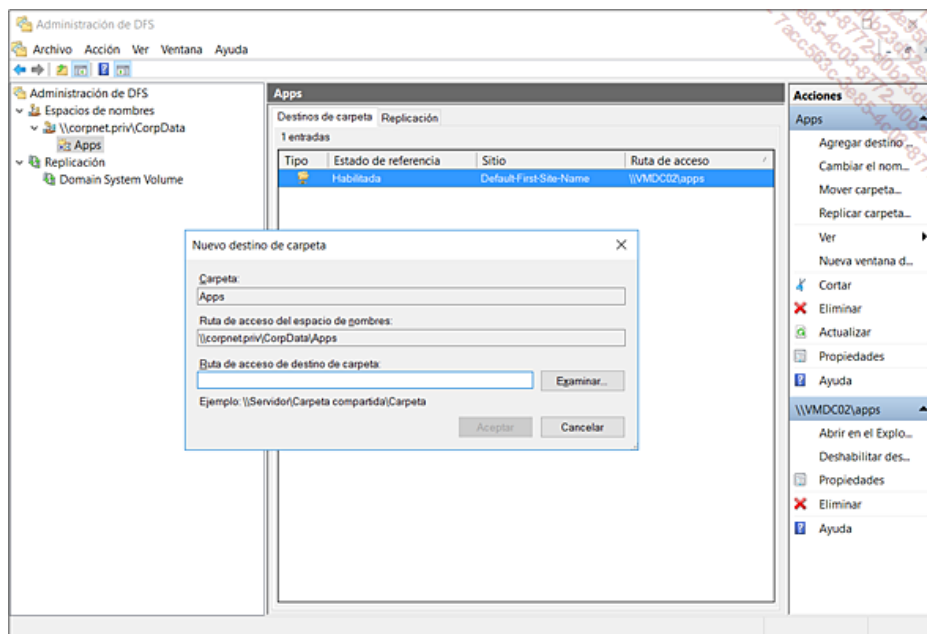 Administración de DFS
Archivo Acción Ver Ventana Ayuda
Administración de DFS
Espacios de nombres
\\corpnet.priv\CorpData
Apps
Replicación
Domain System Volume
Apps
Destinos de carpeta Replicación
1 entradas
Tipo Estado de referencia Sitio Ruta de acceso
Habilitada Default-First-Site-Name \\VMDC02\apps
Nuevo destino de carpeta
Carpeta:
Apps
Ruta de acceso del espacio de nombres:
\\corpnet.priv\CorpData\Apps
Ruta de acceso de destino de carpeta:
Examinar...
Ejemplo: \\Servidor\Carpeta compartida\Carpeta
Aceptar Cancelar
Acciones
Apps
Agregar destino ...
Cambiar el nom...
Mover carpeta...
Replicar carpeta...
Ver
Nueva ventana d...
Cortar
Eliminar
Actualizar
Propiedades
Ayuda
\\VMDC02\apps
Abrir en el Explo...
Deshabilitar des...
Propiedades
Eliminar
Ayuda